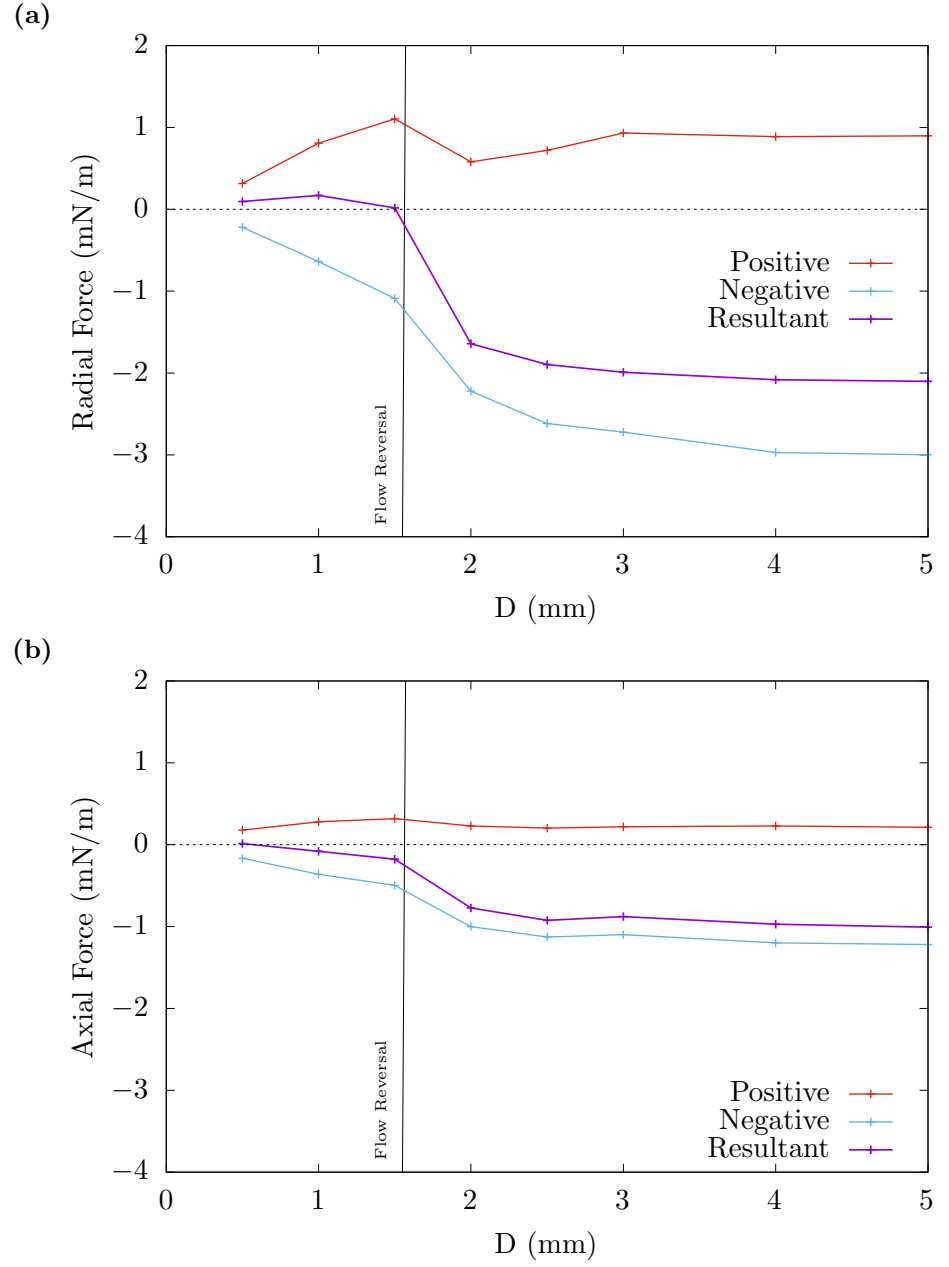 (a)
2
1
0
−1
−2
−3
−4
Radial Force (mN/m)
Positive
Negative
Resultant
Flow Reversal
0 1 2 3 4 5
D (mm)
(b)
2
1
0
−1
−2
−3
−4
Axial Force (mN/m)
Flow Reversal
Positive
Negative
Resultant
0 1 2 3 4 5
D (mm)